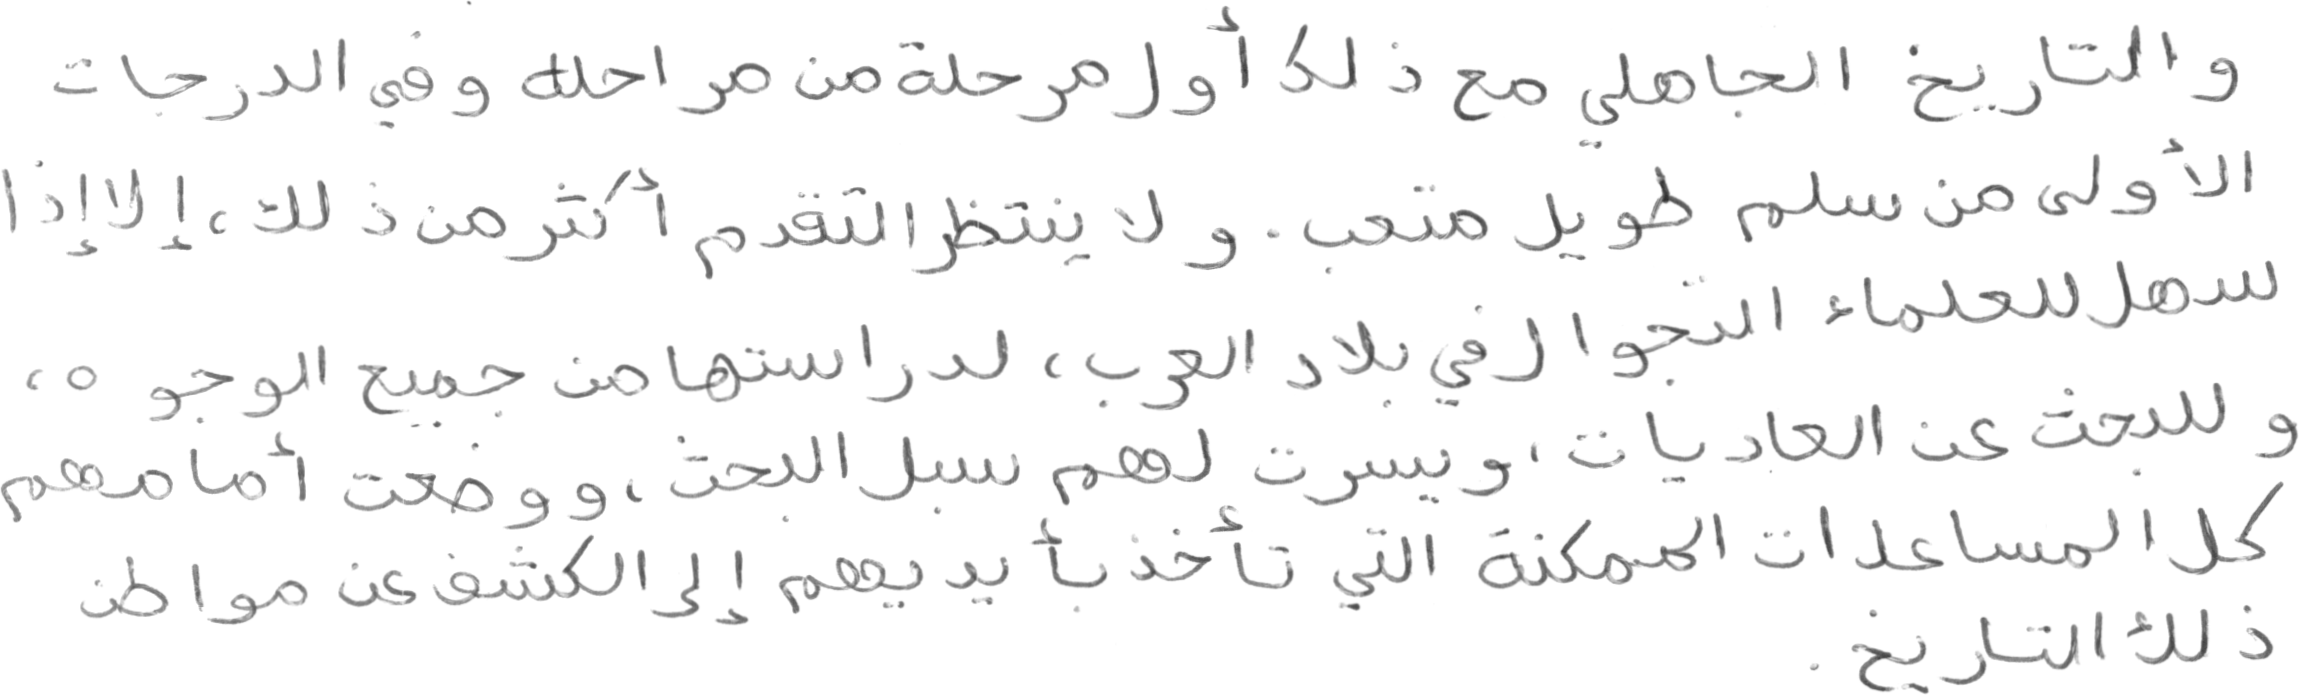 والتاريخ الجاهلي مع ذلك أول مرحلة من مراحله وفي الدرجات
الأولى من سلم طويل متعب. ولا ينتظر التقدم أكثر من ذلك، إلا إذا
سهل للعلماء التجوال في بلاد العرب، لدراستها من جميع الوجوه،
وللبحث عن العاديات، ويسرت لهم سبل البحث، ووضعت أمامهم
كل المساعدات الممكنة التي تأخذ بأيديهم إلى الكشف عن مواطن
ذلك التاريخ.